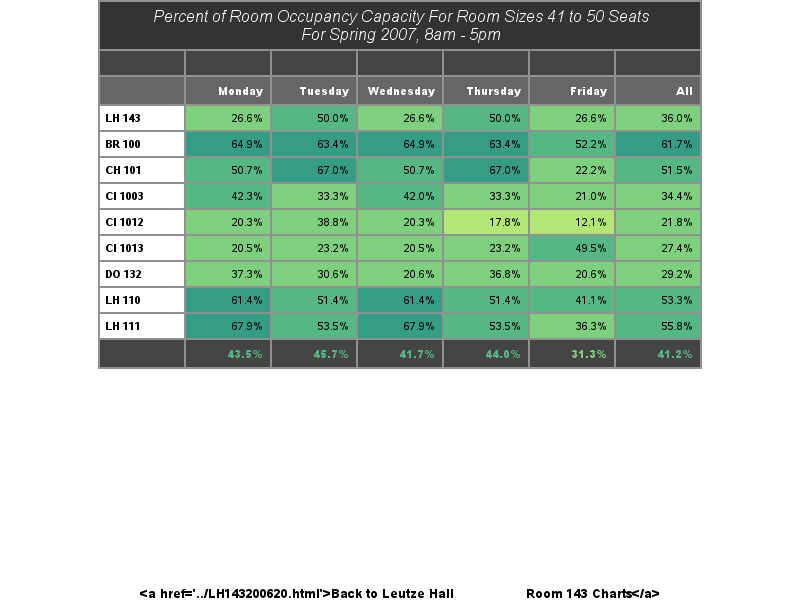 Percent of Room Occupancy Capacity For Room Sizes 41 to 50 Seats
For Spring 2007, 8am - 5pm
Monday Tuesday Wednesday Thursday Friday All
LH 143 26.6% 50.0% 26.6% 50.0% 26.6% 36.0%
BR 100 64.9% 63.4% 64.9% 63.4% 52.2% 61.7%
CH 101 50.7% 67.0% 50.7% 67.0% 22.2% 51.5%
CI 1003 42.3% 33.3% 42.0% 33.3% 21.0% 34.4%
CI 1012 20.3% 38.8% 20.3% 17.8% 12.1% 21.8%
CI 1013 20.5% 23.2% 20.5% 23.2% 49.5% 27.4%
DO 132 37.3% 30.6% 20.6% 36.8% 20.6% 29.2%
LH 110 61.4% 51.4% 61.4% 51.4% 41.1% 53.3%
LH 111 67.9% 53.5% 67.9% 53.5% 36.3% 55.8%
43.5% 45.7% 41.7% 44.0% 31.3% 41.2%
<a href='../LH143200620.html'>Back to Leutze Hall Room 143 Charts</a>